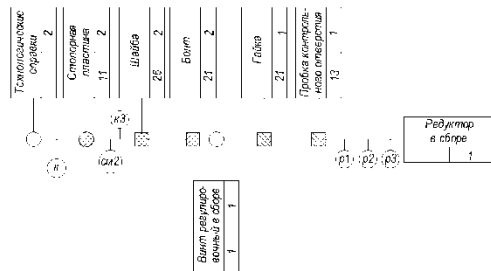 Технологические
справки
2
Стопорная
пластина
2
11
Шайба
2
26
Болт
2
21
Гайка
1
21
Пробка контроль-
ного отверстия
1
13
(к3)
к
(см2)
р1
р2
р3
Редуктор
в сборе
1
Винт регулиро-
вочный в сборе
1
1